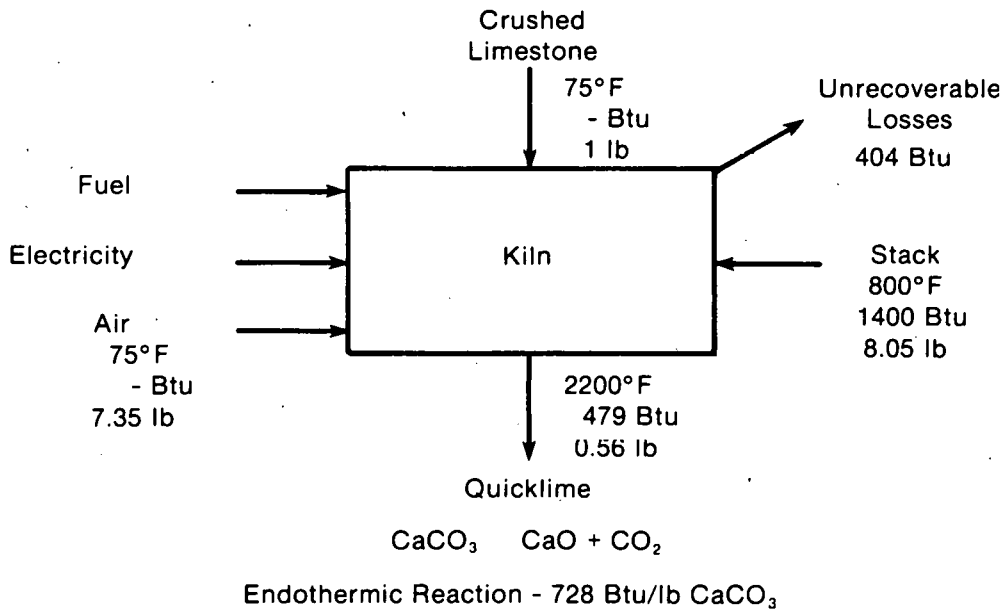 Crushed
Limestone
75°F
- Btu
1 lb
Unrecoverable
Losses
404 Btu
Fuel
Electricity
Air
75°F
- Btu
7.35 lb
Kiln
Stack
800°F
1400 Btu
8.05 lb
2200°F
479 Btu
0.56 lb
Quicklime
CaCO₃ CaO + CO₂
Endothermic Reaction - 728 Btu/lb CaCO₃